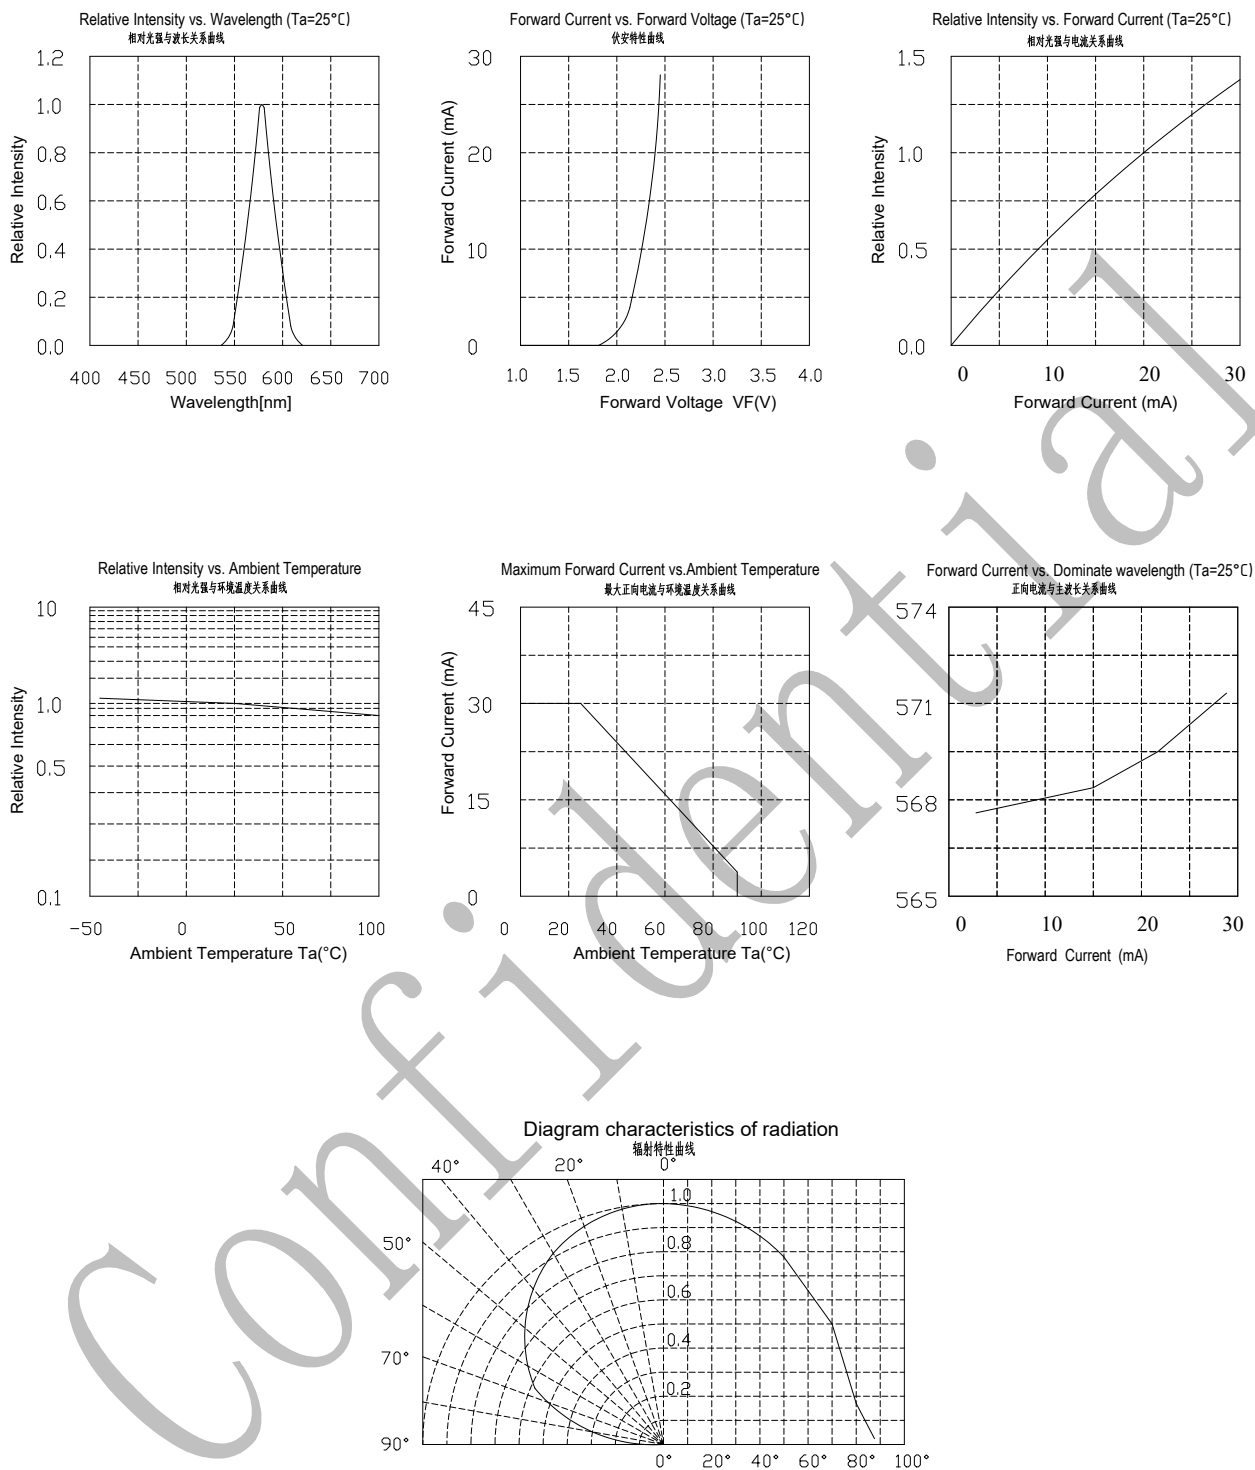 Relative Intensity vs. Wavelength (Ta=25°C)
相对光强与波长关系曲线
1.2
1.0
0.8
0.6
0.4
0.2
0.0
Relative Intensity
400 450 500 550 600 650 700
Wavelength[nm]
Forward Current vs. Forward Voltage (Ta=25°C)
伏安特性曲线
30
20
10
0
Forward Current (mA)
1.0 1.5 2.0 2.5 3.0 3.5 4.0
Forward Voltage VF(V)
Relative Intensity vs. Forward Current (Ta=25°C)
相对光强与电流关系曲线
1.5
1.0
0.5
0.0
Relative Intensity
0 10 20 30
Forward Current (mA)
Relative Intensity vs. Ambient Temperature
相对光强与环境温度关系曲线
10
1.0
0.5
0.1
Relative Intensity
-50 0 50 100
Ambient Temperature Ta(°C)
Maximum Forward Current vs.Ambient Temperature
最大正向电流与环境温度关系曲线
45
30
15
0
Forward Current (mA)
0 20 40 60 80 100 120
Ambient Temperature Ta(°C)
Forward Current vs. Dominate wavelength (Ta=25°C)
正向电流与主波长关系曲线
574
571
568
565
0 10 20 30
Forward Current (mA)
Diagram characteristics of radiation
辐射特性曲线
40° 20° 0°
50°
70°
90°
1.0
0.8
0.6
0.4
0.2
0° 20° 40° 60° 80° 100°
Confidential